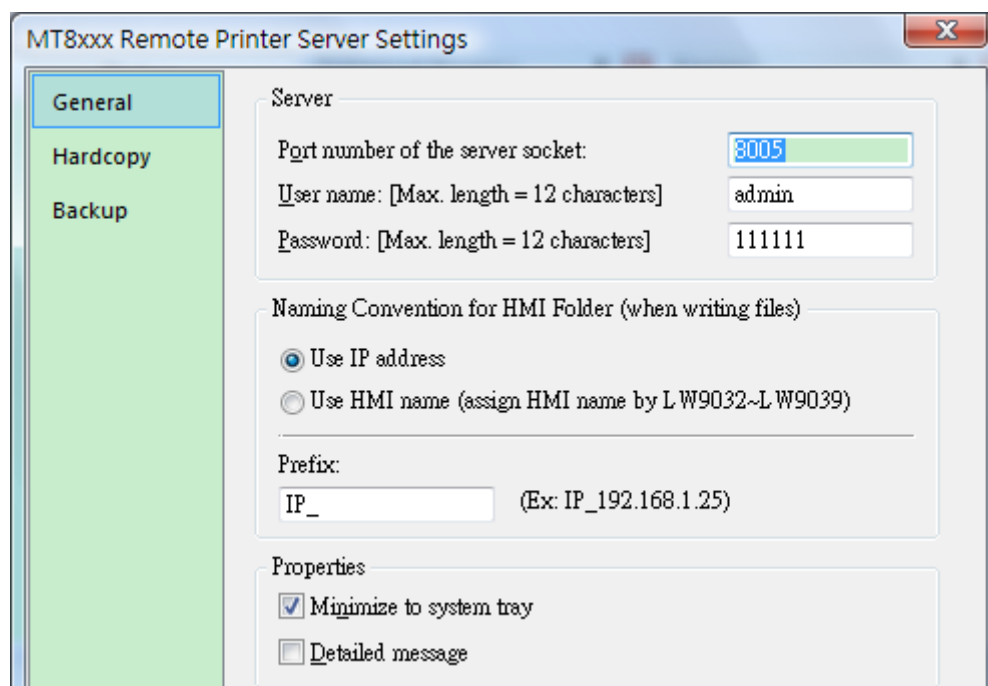 MT8xxx Remote Printer Server Settings
General
Hardcopy
Backup
Server
Port number of the server socket:
8005
User name: [Max. length = 12 characters]
admin
Password: [Max. length = 12 characters]
111111
Naming Convention for HMI Folder (when writing files)
Use IP address
Use HMI name (assign HMI name by LW9032~LW9039)
Prefix:
IP_
(Ex: IP_192.168.1.25)
Properties
Minimize to system tray
Detailed message